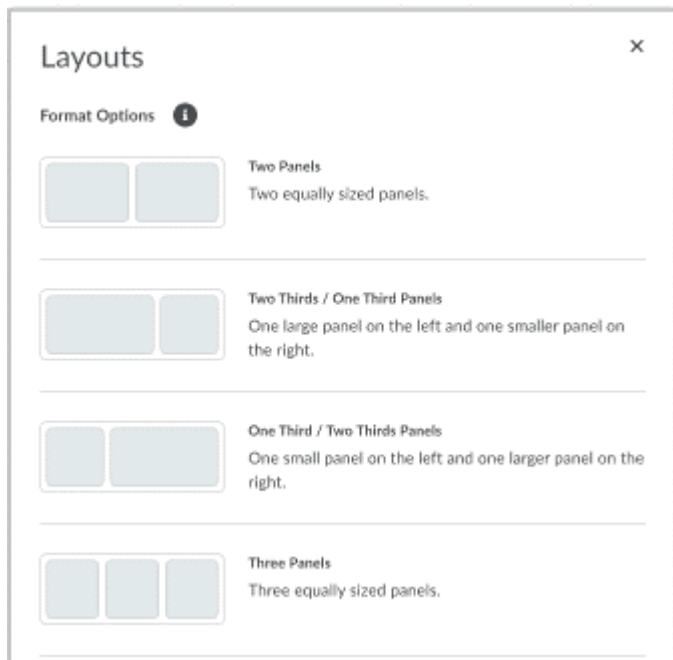 Layouts
Format Options
Two Panels
Two equally sized panels.
Two Thirds / One Third Panels
One large panel on the left and one smaller panel on
the right.
One Third / Two Thirds Panels
One small panel on the left and one larger panel on the
right.
Three Panels
Three equally sized panels.